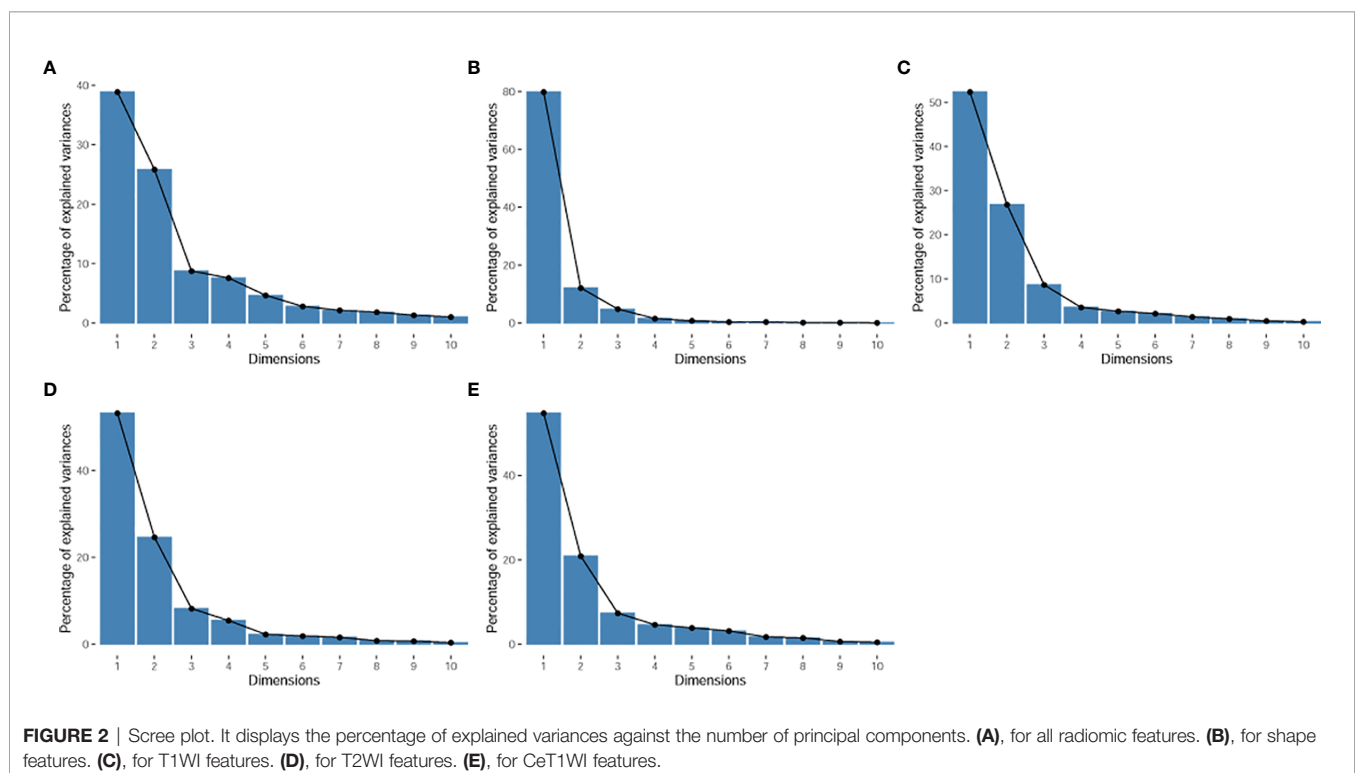 A
B
C
Percentage of explained variances
40
30
20
10
0
1 2 3 4 5 6 7 8 9 10
Dimensions
Percentage of explained variances
80
60
40
20
0
1 2 3 4 5 6 7 8 9 10
Dimensions
Percentage of explained variances
50
40
30
20
10
0
1 2 3 4 5 6 7 8 9 10
Dimensions
D
E
Percentage of explained variances
40
20
0
1 2 3 4 5 6 7 8 9 10
Dimensions
Percentage of explained variances
40
20
0
1 2 3 4 5 6 7 8 9 10
Dimensions
FIGURE 2 | Scree plot. It displays the percentage of explained variances against the number of principal components. (A), for all radiomic features. (B), for shape
features. (C), for T1WI features. (D), for T2WI features. (E), for CeT1WI features.